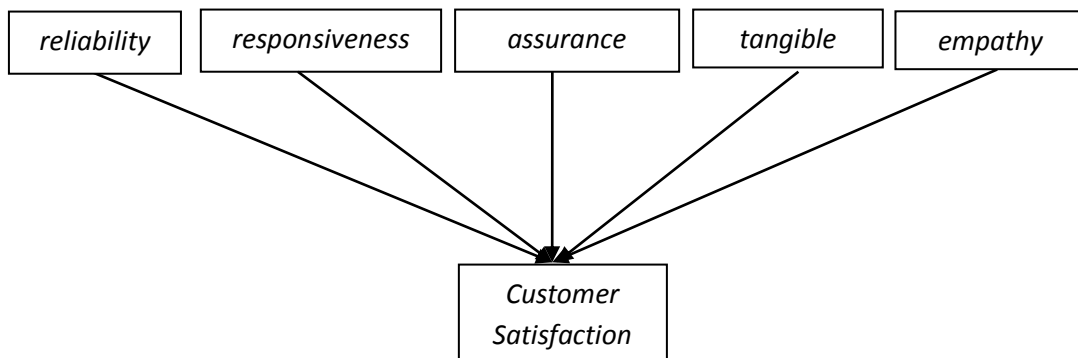 reliability
responsiveness
assurance
tangible
empathy
Customer
Satisfaction